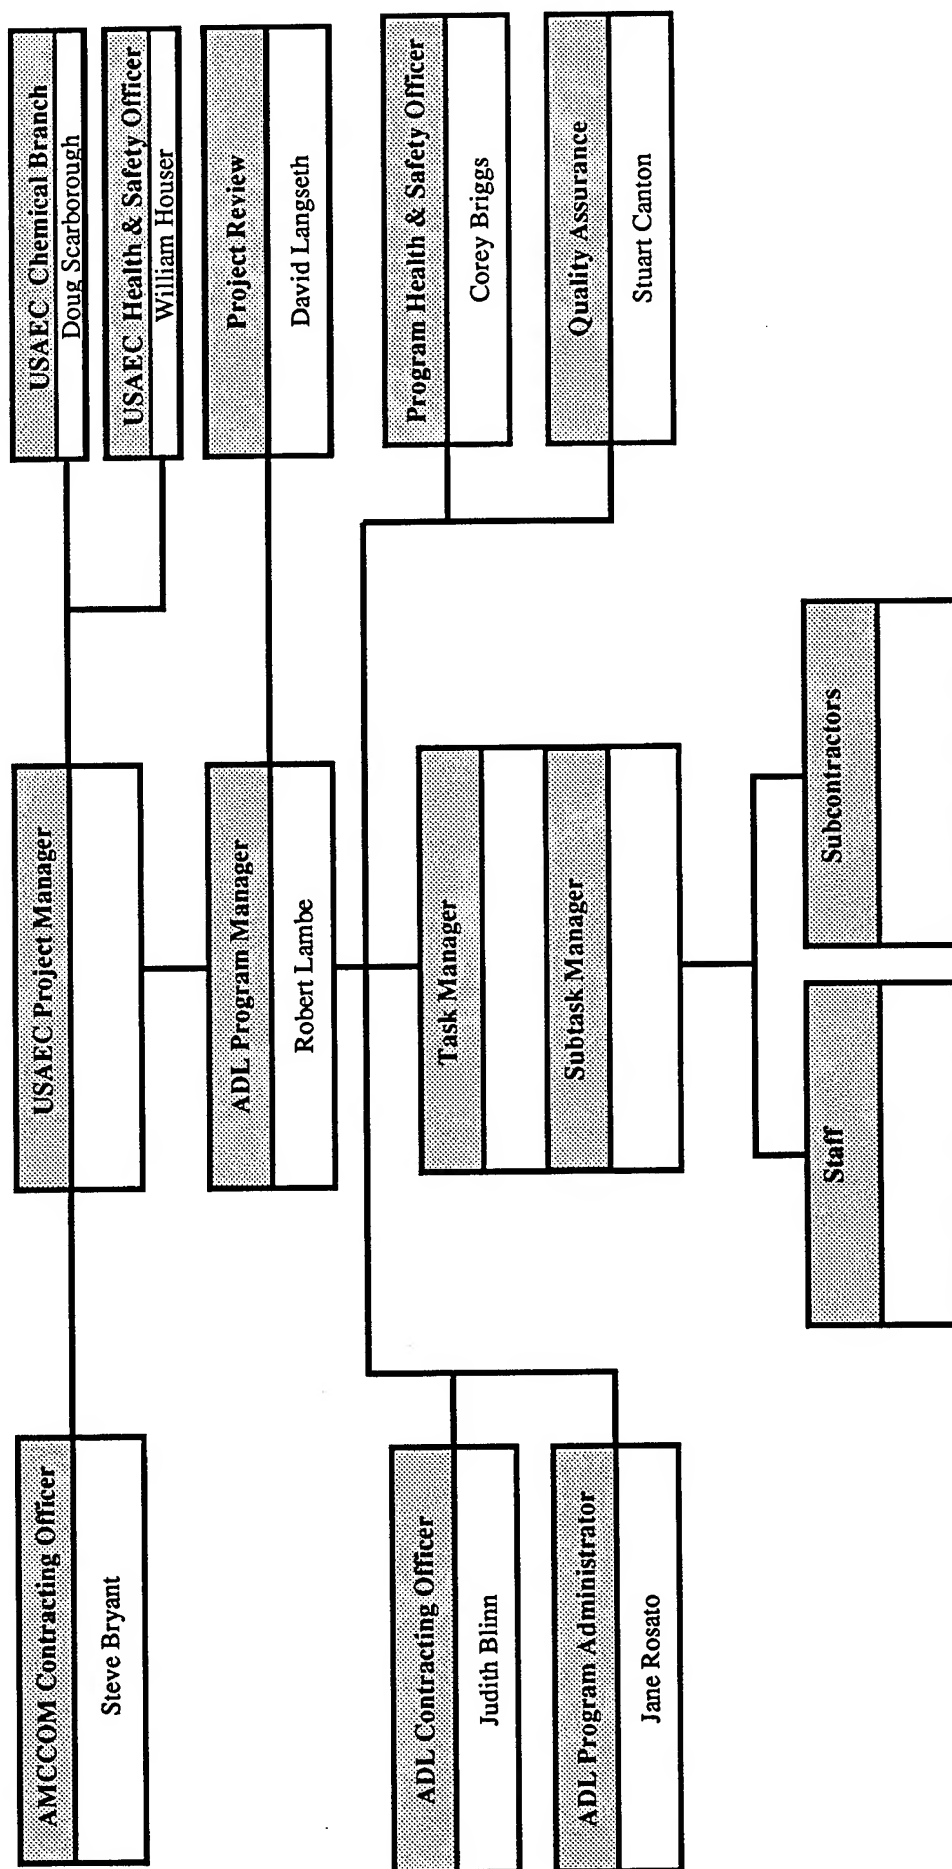 AMCCOM Contracting Officer
Steve Bryant
USAEC Project Manager
USAEC Chemical Branch
Doug Scarborough
USAEC Health & Safety Officer
William Houser
ADL Program Manager
Robert Lambe
Project Review
David Langseth
ADL Contracting Officer
Judith Blinn
Task Manager
Program Health & Safety Officer
Corey Briggs
ADL Program Administrator
Jane Rosato
Subtask Manager
Quality Assurance
Stuart Canton
Staff
Subcontractors